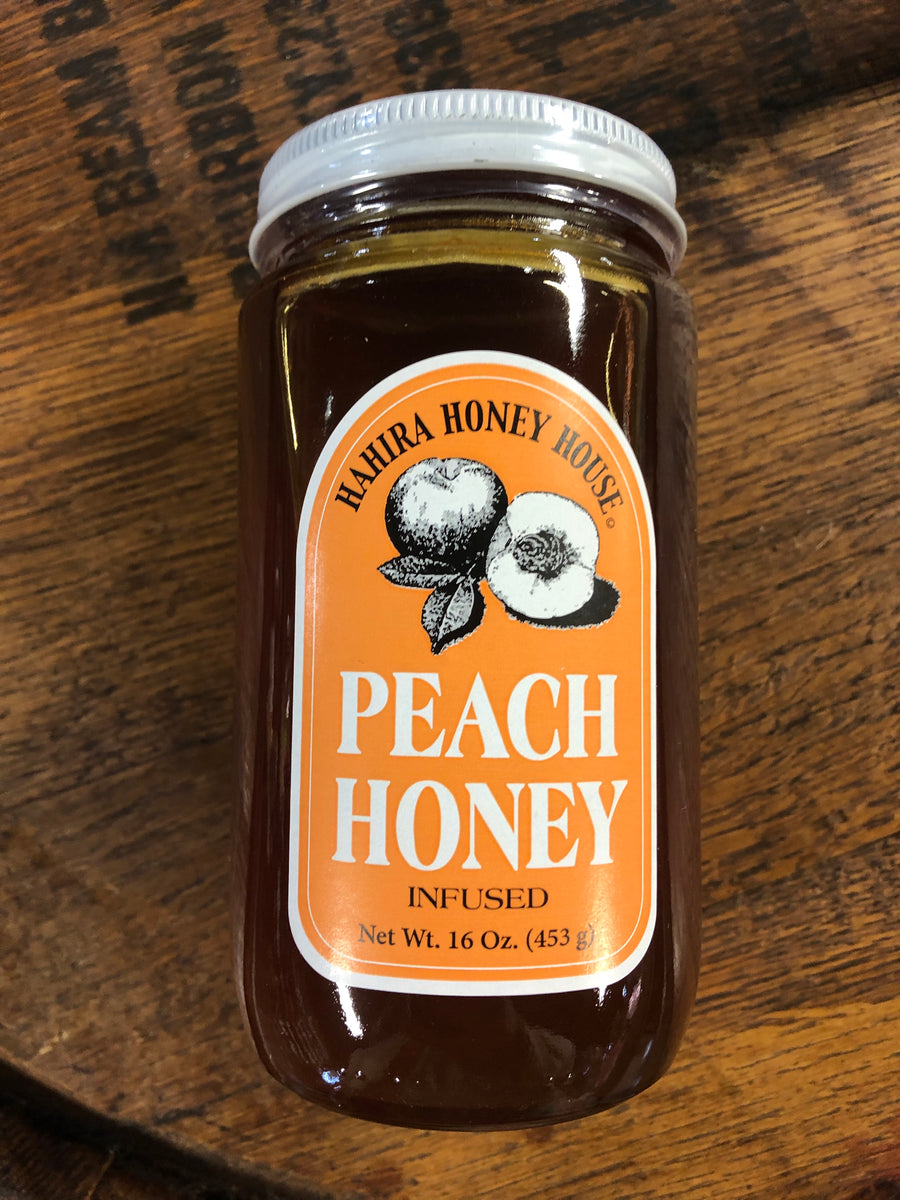 HAHIRA HONEY HOUSE
©
PEACH
HONEY
INFUSED
Net Wt. 16 Oz. (453 g)